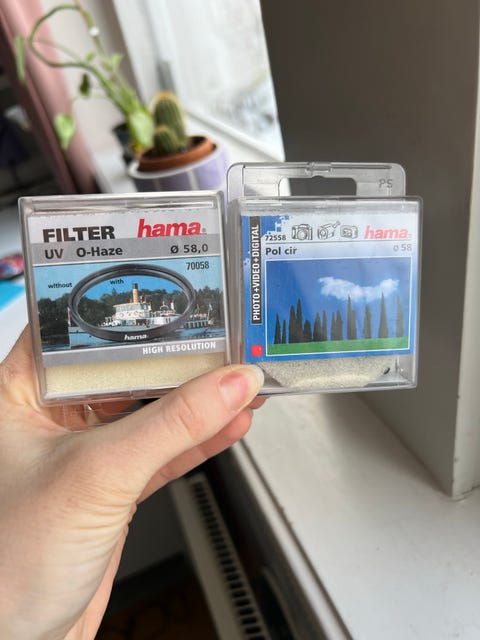 FILTER hama®
UV O-Haze Ø 58,0
70058
without with
hama
HIGH RESOLUTION
PS
72558 hama®
Pol cir ø 58
PHOTO+VIDEO+DIGITAL